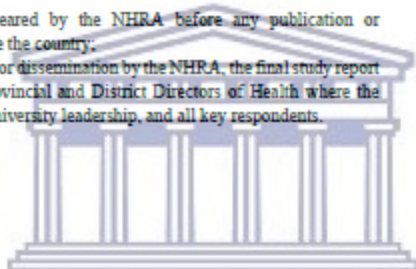 eared by the NHRA before any publication or
e the country;
or dissemination by the NHRA, the final study report
vincial and District Directors of Health where the
niversity leadership, and all key respondents.